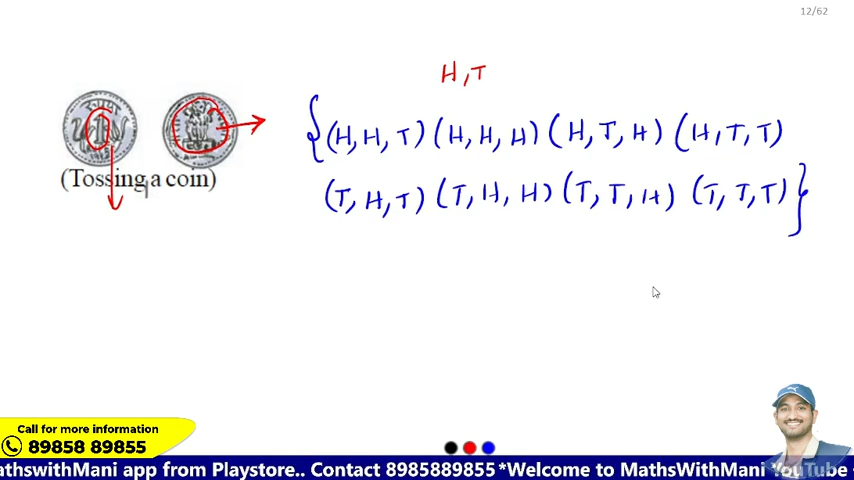 12/62
H, T
{(H, H, T) (H, H, H) (H, T, H) (H, T, T)
(T, H, T) (T, H, H) (T, T, H) (T, T, T)}
(Tossing a coin)
Call for more information
89858 89855
athswithMani app from Playstore.. Contact 8985889855 *Welcome to MathsWithMani YouTube